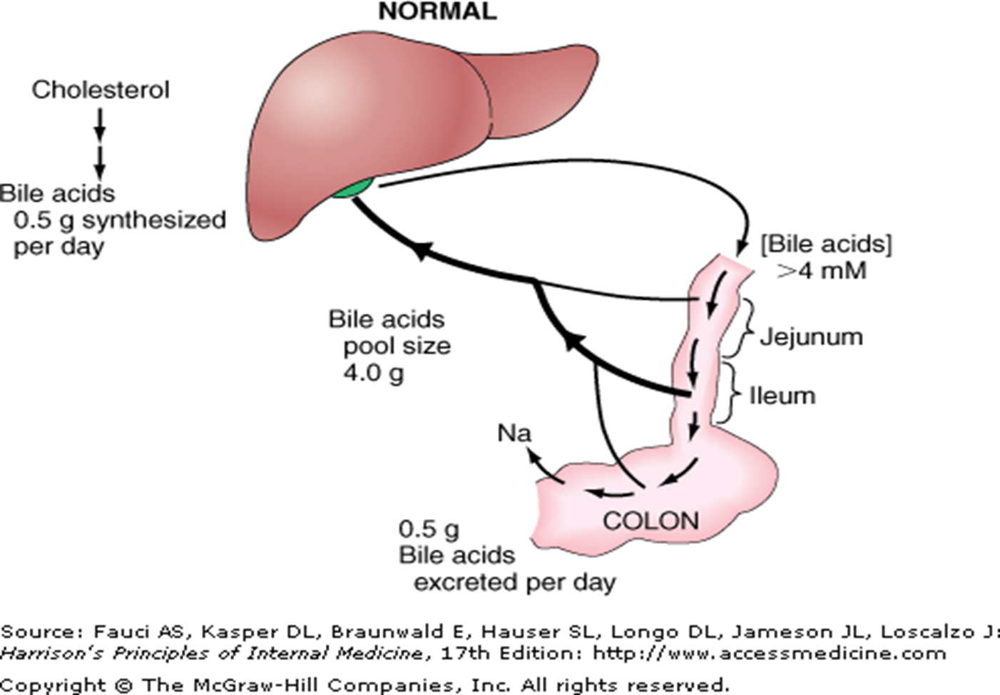 NORMAL
Cholesterol
Bile acids
0.5 g synthesized
per day
[Bile acids]
>4 mM
Jejunum
Ileum
Bile acids
pool size
4.0 g
Na
COLON
0.5 g
Bile acids
excreted per day
Source: Fauci AS, Kasper DL, Braunwald E, Hauser SL, Longo DL, Jameson JL, Loscalzo J:
Harrison's Principles of Internal Medicine, 17th Edition: http://www.accessmedicine.com
Copyright © The McGraw-Hill Companies, Inc. All rights reserved.